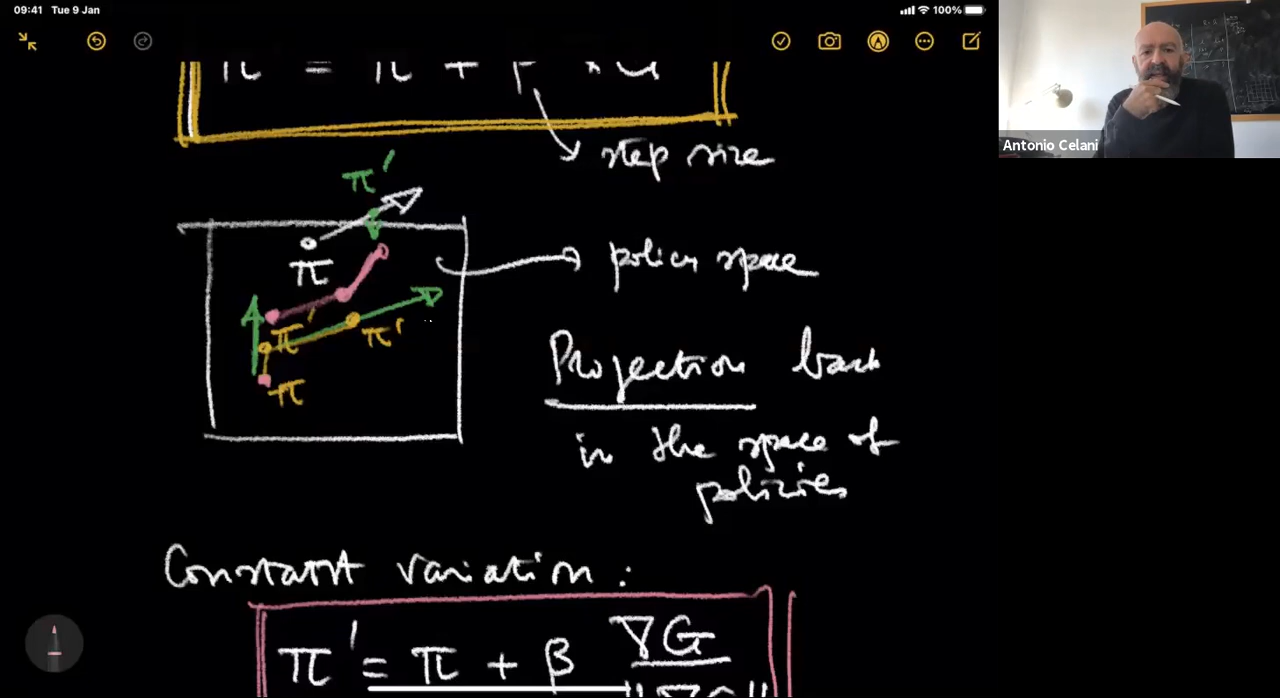 09:41 Tue 9 Jan
100%
Antonio Celani
step size
π'
π
policy space
π'
π'
π
Projection back
in the space of
policies
Constant variation :
π' = π + β ∇G